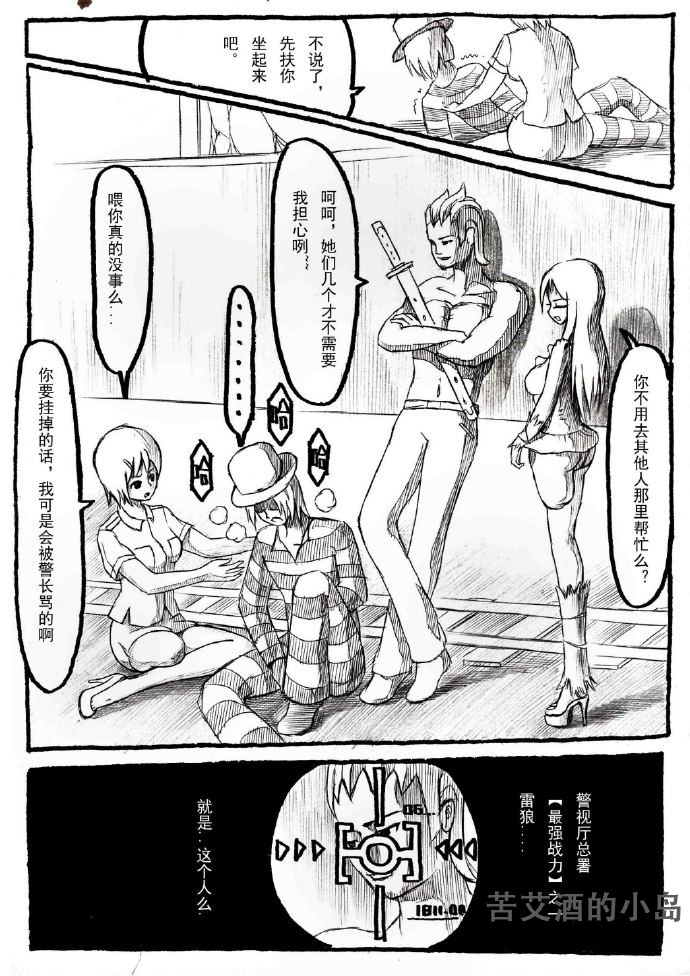 不说了,
先扶你
坐起来
吧。
呵呵，她们几个才不需要
我担心咧~~
你不用去其他人那里帮忙么？
喂你真的没事么...
......
哈
哈
哈
你要挂掉的话，我可是会被警长骂的啊
警视厅总署
【最强战力】之一
雷狼....
就是..这个人么
苦艾酒的小岛